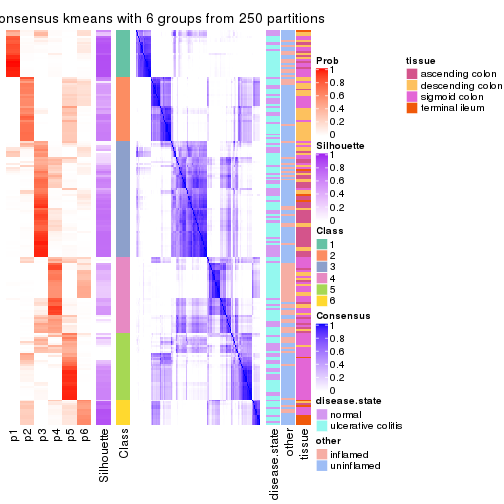 onsensus kmeans with 6 groups from 250 partitions
p1
p2
p3
p4
p5
p6
Silhouette
Class
disease.state
other
tissue
Prob
1
0.8
0.6
0.4
0.2
0
Silhouette
1
0.8
0.6
0.4
0.2
0
Class
1
2
3
4
5
6
Consensus
1
0.8
0.6
0.4
0.2
0
disease.state
normal
ulcerative colitis
other
inflamed
uninflamed
tissue
ascending colon
descending colon
sigmoid colon
terminal ileum